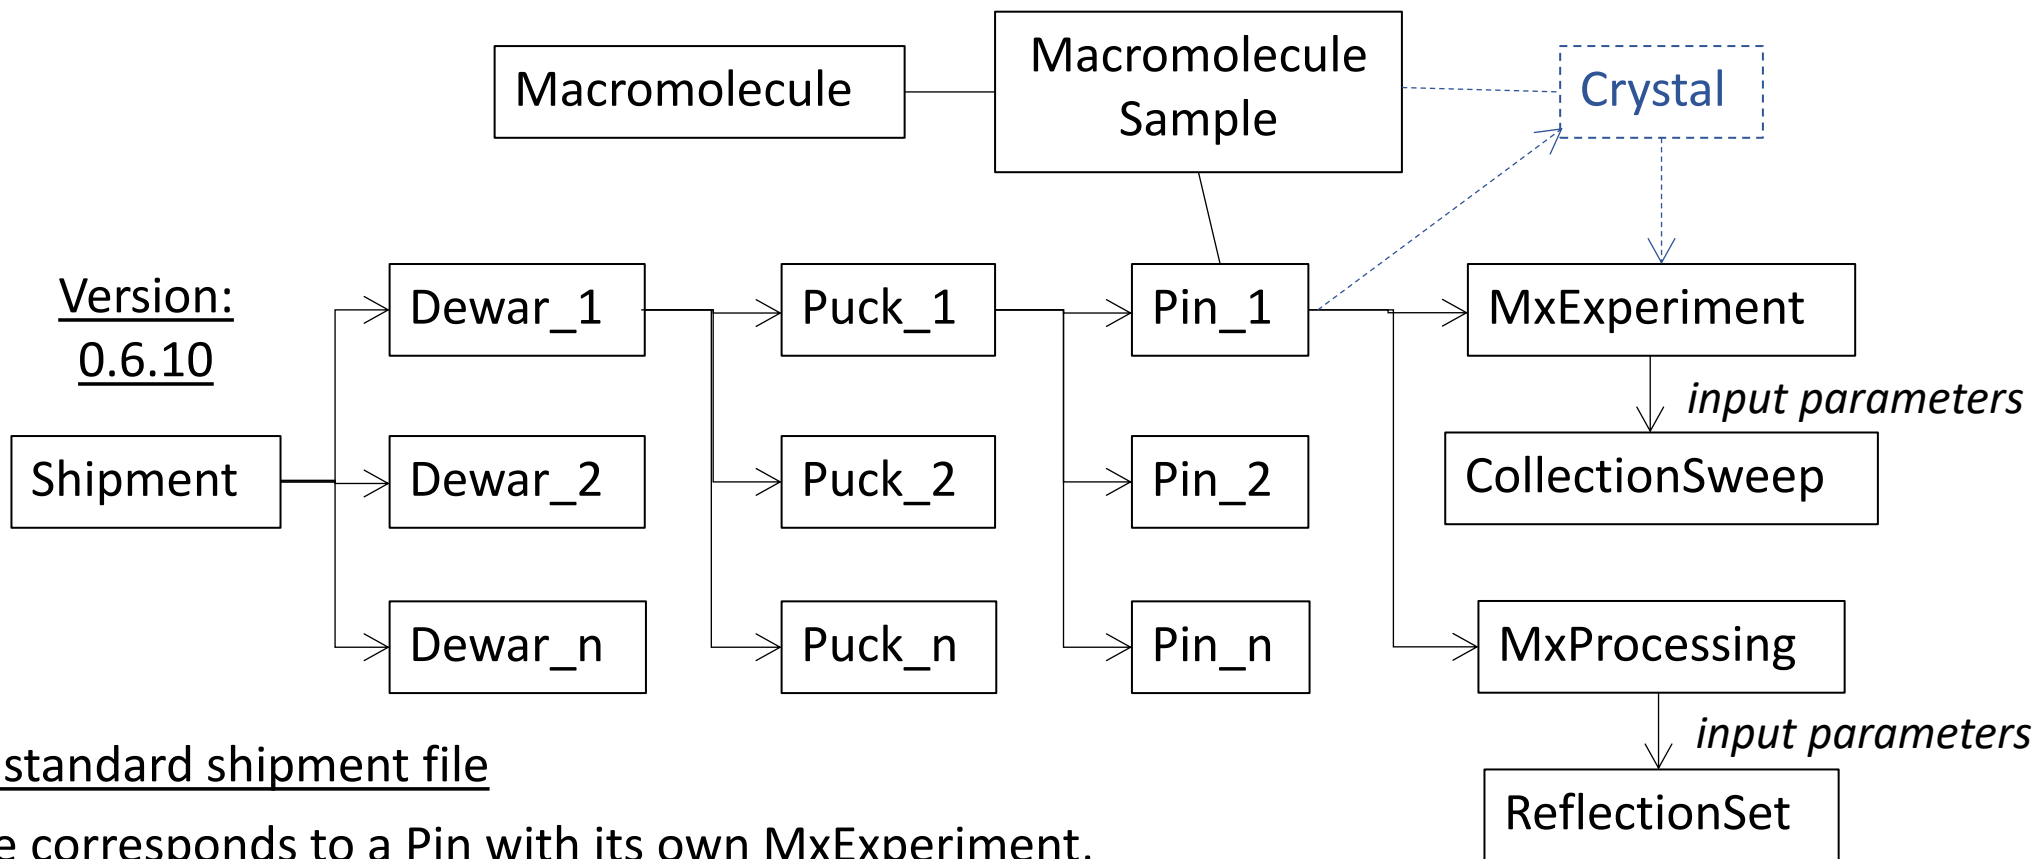 Macromolecule
Macromolecule
Sample
Crystal
Version:
0.6.10
Dewar_1
Puck_1
Pin_1
MxExperiment
input parameters
Shipment
Dewar_2
Puck_2
Pin_2
CollectionSweep
Dewar_n
Puck_n
Pin_n
MxProcessing
input parameters
standard shipment file
ReflectionSet
corresponds to a Pin with its own MxExperiment.